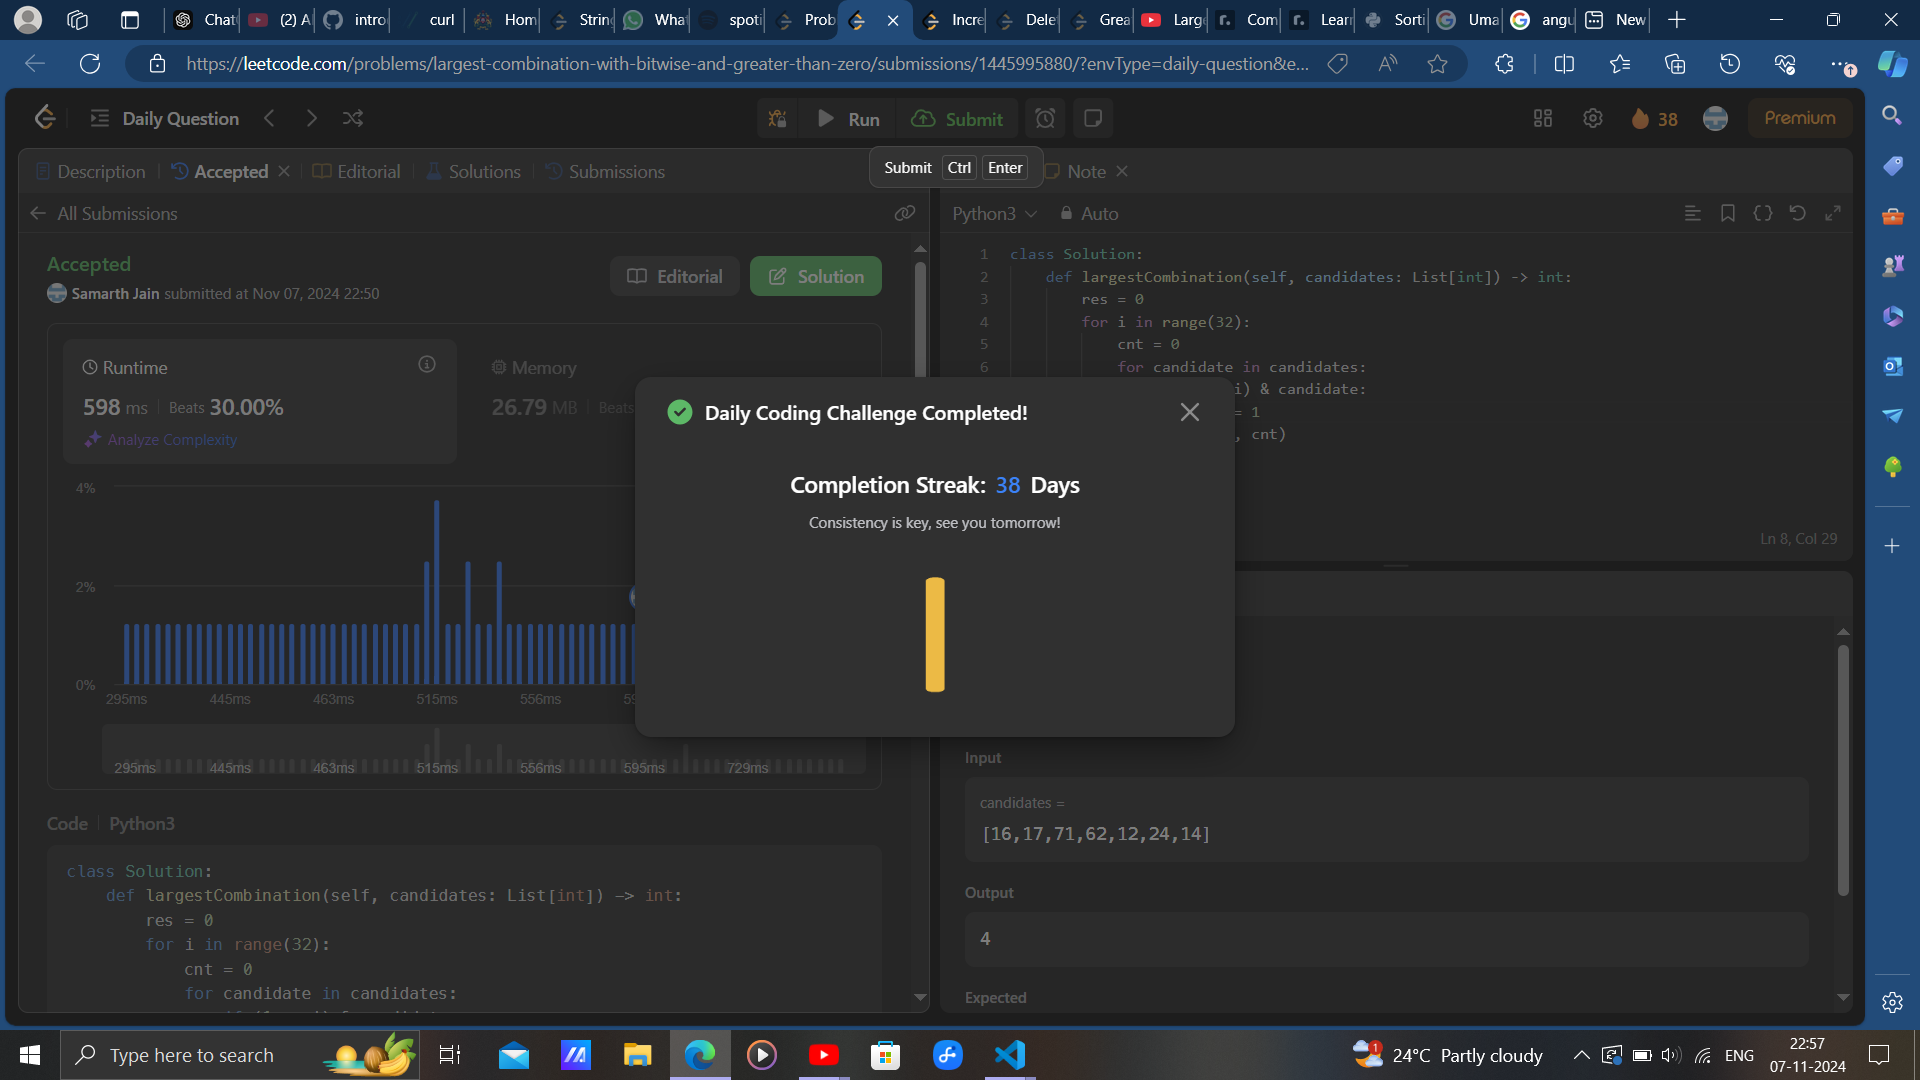 Chat
(2) A
intro
curl
Hom
String
What
spoti
Prob
Incre
Dele
Grea
Large
Com
Lear
Sorti
Uma
angu
New
https://leetcode.com/problems/largest-combination-with-bitwise-and-greater-than-zero/submissions/1445995880/?envType=daily-question&e...
Daily Question
Run
Submit
38
Premium
Description
Accepted
Editorial
Solutions
Submissions
Submit Ctrl Enter
Note
All Submissions
Python3
Auto
Accepted
Samarth Jain submitted at Nov 07, 2024 22:50
Editorial
Solution
Runtime
598 ms
Beats 30.00%
Analyze Complexity
Memory
26.79 MB
Beats
4%
2%
0%
295ms 445ms 463ms 515ms 556ms
295ms 445ms 463ms 515ms 556ms 595ms 729ms
Code
Python3
class Solution:
def largestCombination(self, candidates: List[int]) -> int:
res = 0
for i in range(32):
cnt = 0
for candidate in candidates:
1 class Solution:
2 def largestCombination(self, candidates: List[int]) -> int:
3 res = 0
4 for i in range(32):
5 cnt = 0
6 for candidate in candidates:
i) & candidate:
= 1
, cnt)
Ln 8, Col 29
Daily Coding Challenge Completed!
Completion Streak: 38 Days
Consistency is key, see you tomorrow!
Input
candidates =
[16,17,71,62,12,24,14]
Output
4
Expected
Type here to search
1
24°C Partly cloudy
ENG
22:57
07-11-2024